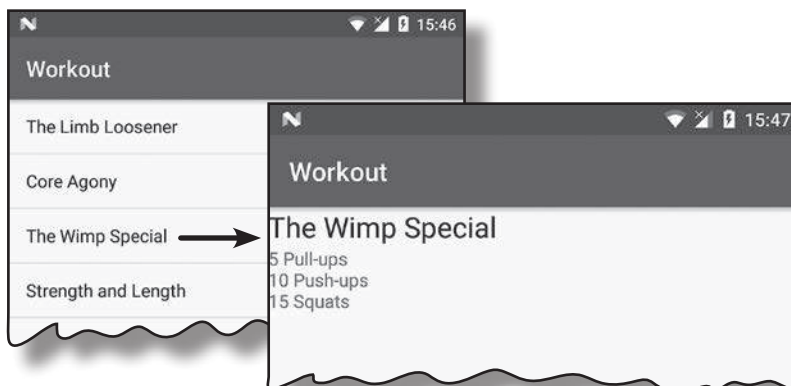 N 15:46
Workout
The Limb Loosener
Core Agony
The Wimp Special
Strength and Length
N 15:47
Workout
The Wimp Special
5 Pull-ups
10 Push-ups
15 Squats